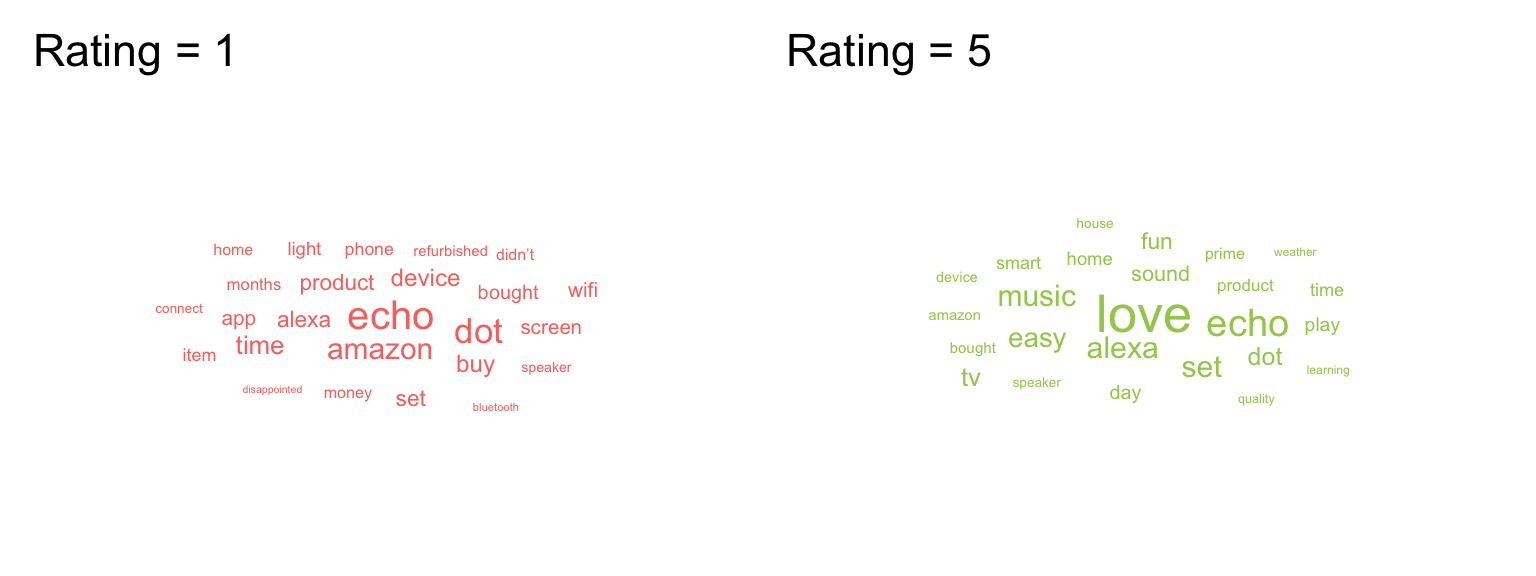 Rating = 1
home light phone refurbished didn't
months product device bought wifi
connect app alexa echo dot screen
item time amazon buy speaker
disappointed money set bluetooth
Rating = 5
house fun prime weather
smart home sound
device music product time
amazon love echo play
bought easy alexa set dot learning
tv speaker day quality